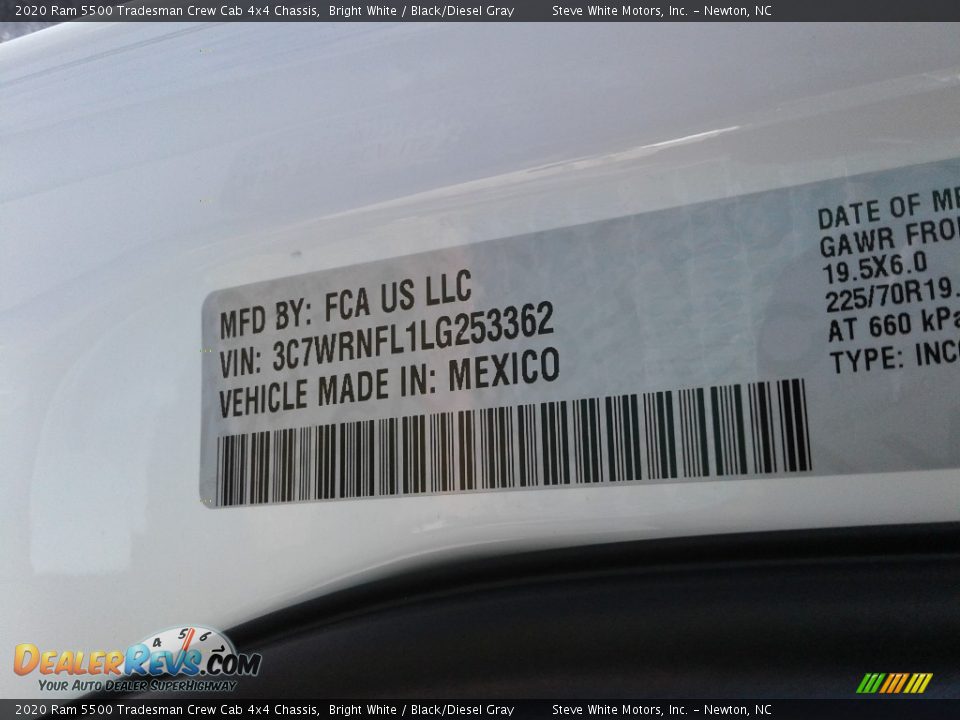 2020 Ram 5500 Tradesman Crew Cab 4x4 Chassis, Bright White / Black/Diesel Gray Steve White Motors, Inc. – Newton, NC
MFD BY: FCA US LLC
VIN: 3C7WRNFL1LG253362
VEHICLE MADE IN: MEXICO
DATE OF
GAWR
19.5X6.0
225/70R19.
AT 660 kPa
TYPE:
4 5 6
DEALERREVS.COM
YOUR AUTO DEALER SUPERHIGHWAY
2020 Ram 5500 Tradesman Crew Cab 4x4 Chassis, Bright White / Black/Diesel Gray Steve White Motors, Inc. – Newton, NC